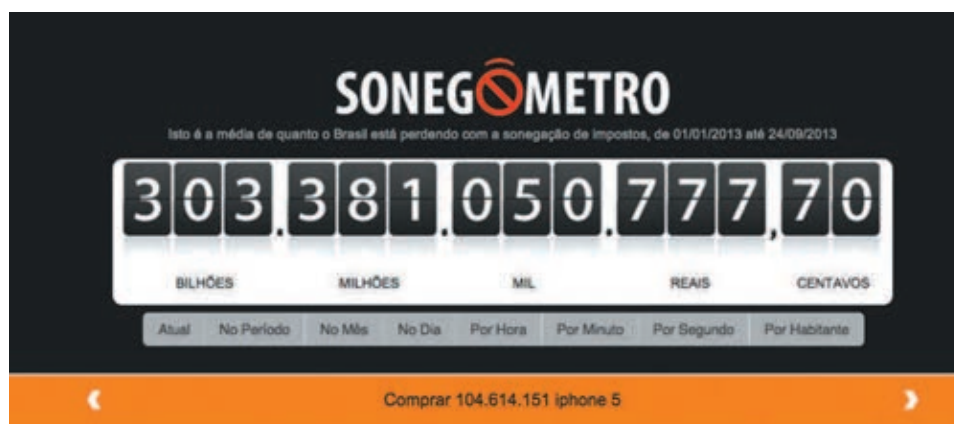 SONEGÔMETRO
Isto é a média de quanto o Brasil está perdendo com a sonegação de impostos, de 01/01/2013 até 24/09/2013
303.381.050.777,70
BILHÕES MILHÕES MIL REAIS CENTAVOS
Atual No Período No Mês No Dia Por Hora Por Minuto Por Segundo Por Habitante
Comprar 104.614.151 iphone 5